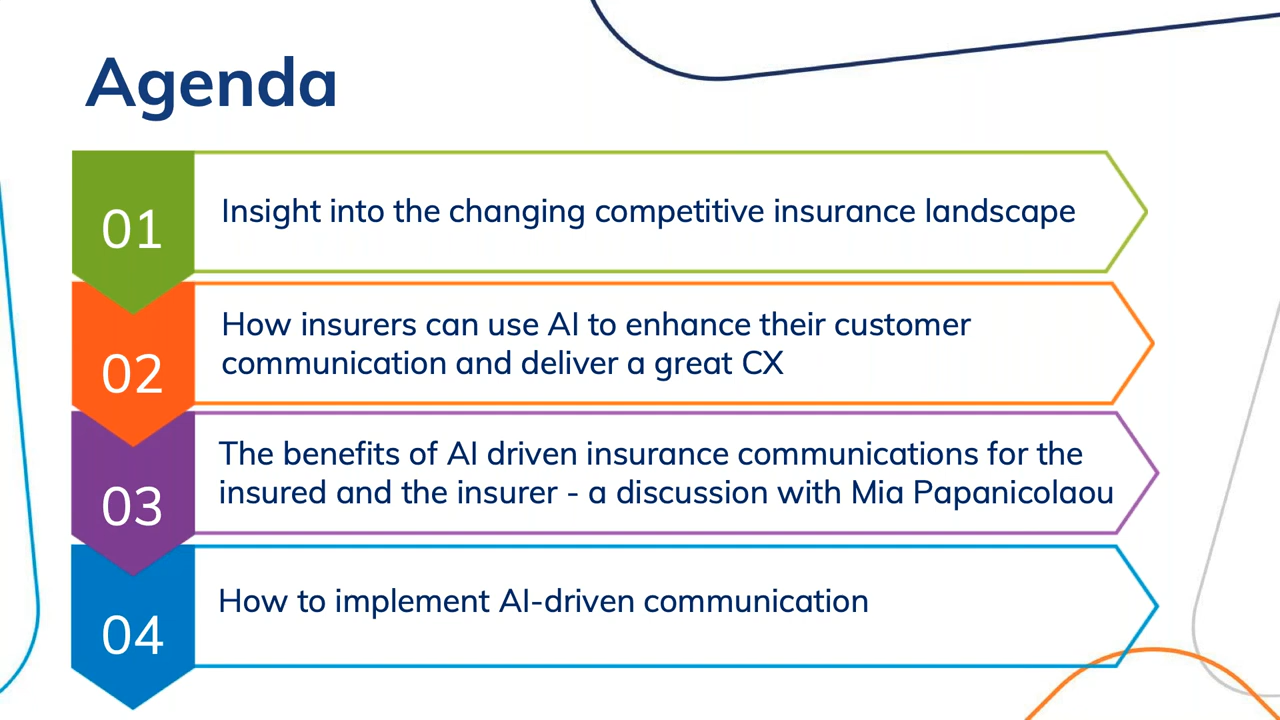 Agenda
01
Insight into the changing competitive insurance landscape
02
How insurers can use AI to enhance their customer
communication and deliver a great CX
03
The benefits of AI driven insurance communications for the
insured and the insurer - a discussion with Mia Papanicolaou
04
How to implement AI-driven communication